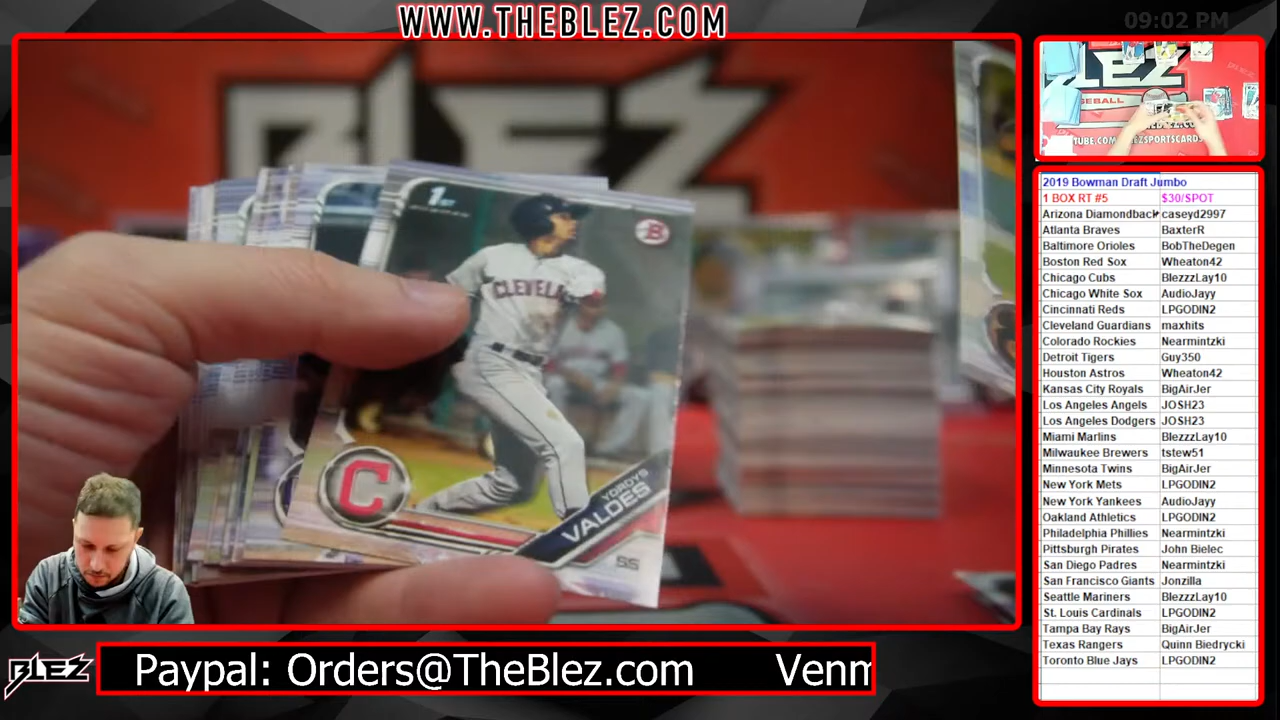 WWW.THEBLEZ.COM
09:02 PM
BLEZ
1ST
B
CLEVELA
C
YORDYS
VALDES
SS
2019 Bowman Draft Jumbo
1 BOX RT #5 $30/SPOT
Arizona Diamondback caseyd2997
Atlanta Braves BaxterR
Baltimore Orioles BobTheDegen
Boston Red Sox Wheaton42
Chicago Cubs BlezzzLay10
Chicago White Sox AudioJayy
Cincinnati Reds LPGODIN2
Cleveland Guardians maxhits
Colorado Rockies Nearmintzki
Detroit Tigers Guy350
Houston Astros Wheaton42
Kansas City Royals BigAirJer
Los Angeles Angels JOSH23
Los Angeles Dodgers JOSH23
Miami Marlins BlezzzLay10
Milwaukee Brewers tstew51
Minnesota Twins BigAirJer
New York Mets LPGODIN2
New York Yankees AudioJayy
Oakland Athletics LPGODIN2
Philadelphia Phillies Nearmintzki
Pittsburgh Pirates John Bielec
San Diego Padres Nearmintzki
San Francisco Giants Jonzilla
Seattle Mariners BlezzzLay10
St. Louis Cardinals LPGODIN2
Tampa Bay Rays BigAirJer
Texas Rangers Quinn Biedrycki
Toronto Blue Jays LPGODIN2
BLEZ
Paypal: Orders@TheBlez.com Venm